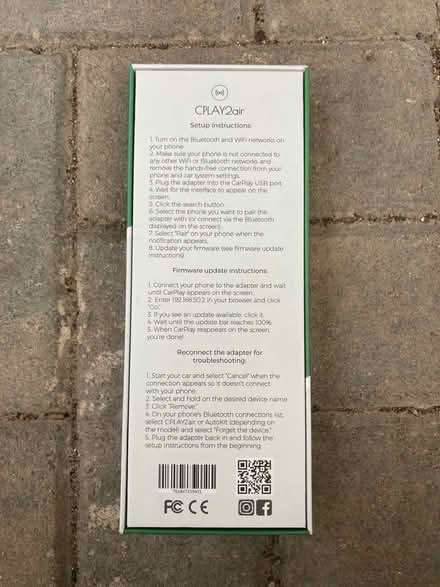 CPLAY2air
Setup instructions:
1. Turn on the Bluetooth and WiFi networks on
your phone.
2. Make sure your phone is not connected to
any other WiFi or Bluetooth networks and
remove the hands-free connection from your
phone and car system settings.
3. Plug the adapter into the CarPlay USB port.
4. Wait for the interface to appear on the
screen.
5. Click the search button.
6. Select the phone you want to pair the
adapter with (or connect via the Bluetooth
displayed on the screen).
7. Select "Pair" on your phone when the
notification appears.
8. Update your firmware (see firmware update
instructions)
Firmware update instructions:
1. Connect your phone to the adapter and wait
until CarPlay appears on the screen.
2. Enter 192.168.50.2 in your browser and click
"Go."
3. If you see an update available, click it.
4. Wait until the update bar reaches 100%.
5. When CarPlay reappears on the screen,
you're done!
Reconnect the adapter for
troubleshooting:
1. Start your car and select "Cancel" when the
connection appears so it doesn't connect
with your phone.
2. Select and Hold on the desired device name
3. Click "Remove."
4. On your phone's Bluetooth connections list,
select CPLAY2air or AutoKit (depending on
the model) and select "Forget the device."
5. Plug the adapter back in and follow the
setup instructions from the beginning.
FC CE